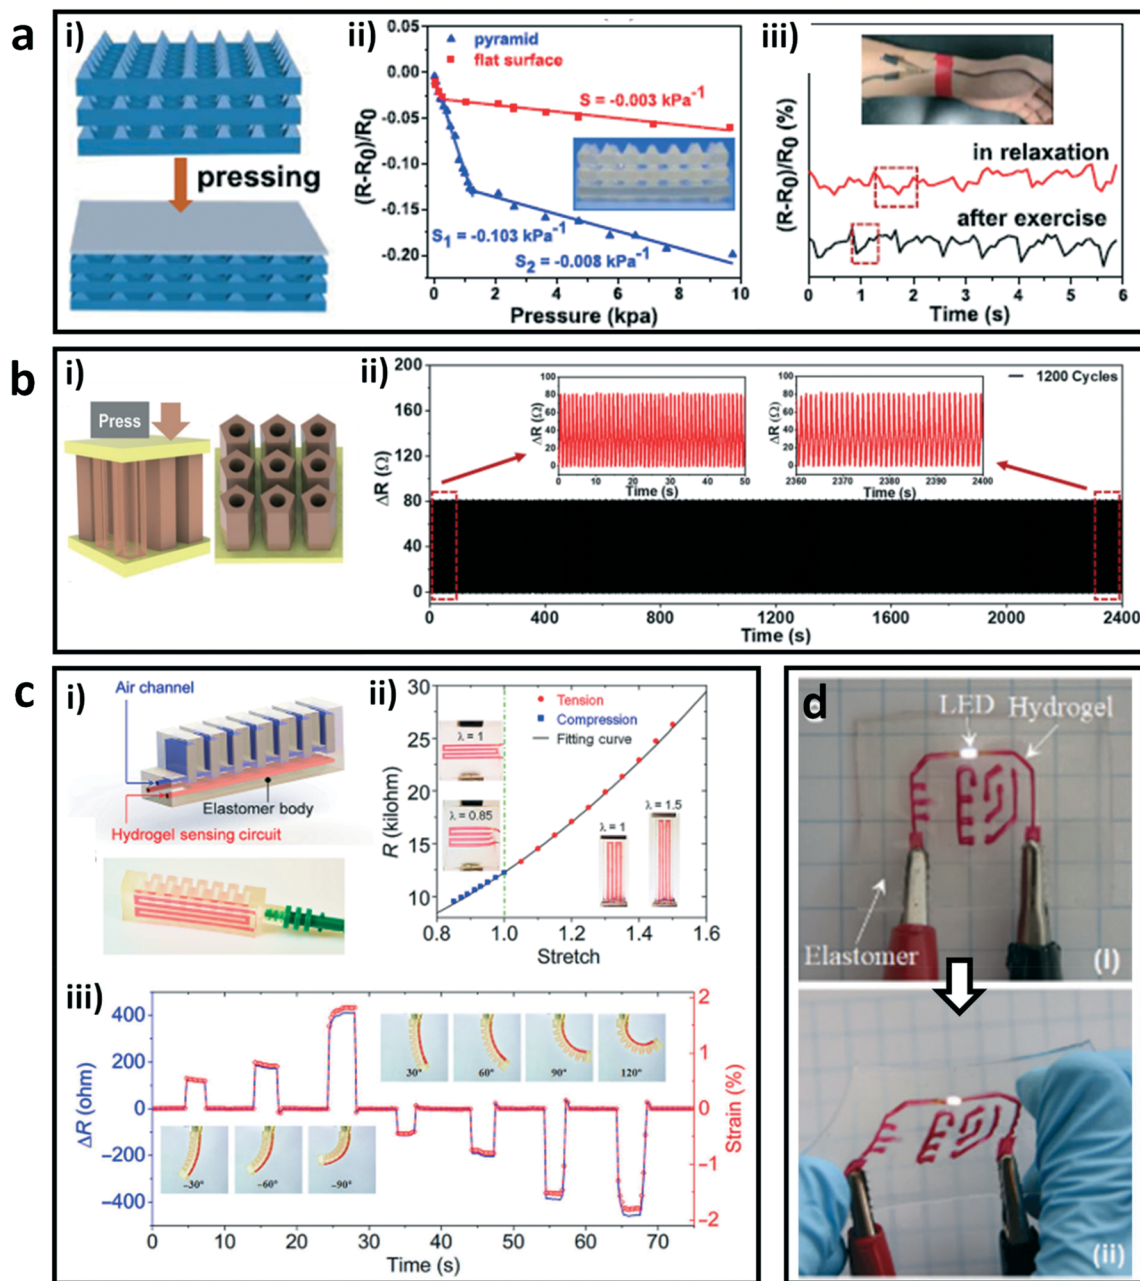 a
i)
pressing
ii)
0.05
0.00
-0.05
-0.10
-0.15
-0.20
(R-R₀)/R₀
pyramid
flat surface
S = -0.003 kPa⁻¹
S₁ = -0.103 kPa⁻¹
S₂ = -0.008 kPa⁻¹
0 2 4 6 8 10
Pressure (kpa)
iii)
(R-R₀)/R₀ (%)
in relaxation
after exercise
0 1 2 3 4 5 6
Time (s)
b
i)
Press
ii)
200
160
120
80
40
0
ΔR (Ω)
1200 Cycles
100
80
60
40
20
0
ΔR (Ω)
0 10 20 30 40 50
Time (s)
100
80
60
40
20
0
ΔR (Ω)
2360 2370 2380 2390 2400
Time (s)
0 400 800 1200 1600 2000 2400
Time (s)
c
i)
Air channel
Elastomer body
Hydrogel sensing circuit
ii)
30
25
20
15
10
R (kilohm)
Tension
Compression
Fitting curve
λ = 1
λ = 0.85
λ = 1
λ = 1.5
0.8 1.0 1.2 1.4 1.6
Stretch
iii)
400
200
0
-200
-400
ΔR (ohm)
30° 60° 90° 120°
-30° -60° -90°
2
1
0
-1
-2
Strain (%)
0 10 20 30 40 50 60 70
Time (s)
d
LED Hydrogel
Elastomer
(i)
(ii)